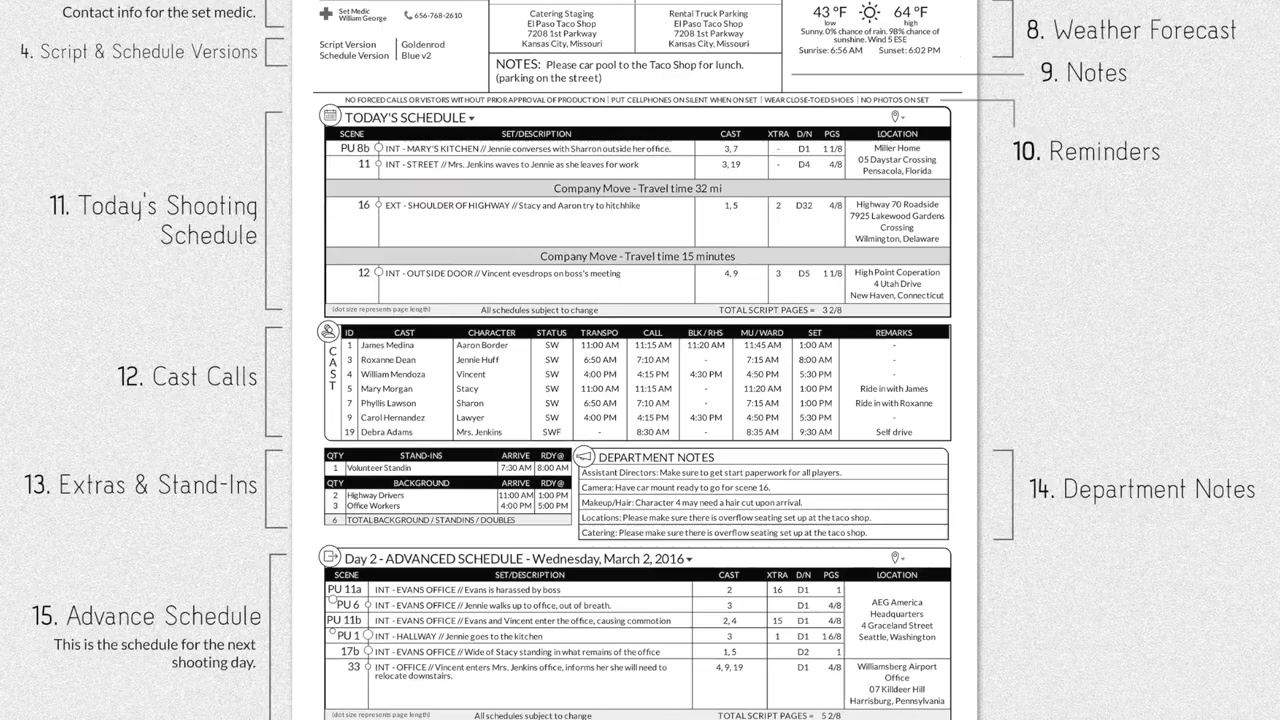 Contact info for the set medic.
4. Script & Schedule Versions
Set Medic
William George
656-768-2610
Script Version
Goldenrod
Schedule Version
Blue v2
Catering Staging
El Paso Taco Shop
7208 1st Parkway
Kansas City, Missouri
Rental Truck Parking
El Paso Taco Shop
7208 1st Parkway
Kansas City, Missouri
NOTES: Please car pool to the Taco Shop for lunch.
(parking on the street)
43 °F 64 °F
low high
Sunny. 0% chance of rain. 98% chance of
sunshine. Wind 5 ESE
Sunrise: 6:56 AM Sunset: 6:02 PM
8. Weather Forecast
9. Notes
NO FORCED CALLS OR VISTORS WITHOUT PRIOR APPROVAL OF PRODUCTION | PUT CELLPHONES ON SILENT WHEN ON SET | WEAR CLOSE-TOED SHOES | NO PHOTOS ON SET
10. Reminders
11. Today's Shooting
Schedule
TODAY'S SCHEDULE
SCENE SET/DESCRIPTION CAST XTRA D/N PGS LOCATION
PU 8b INT - MARY'S KITCHEN // Jennie converses with Sharron outside her office. 3, 7 - D1 1 1/8 Miller Home
11 INT - STREET // Mrs. Jenkins waves to Jennie as she leaves for work 3, 19 - D4 4/8 05 Daystar Crossing
Pensacola, Florida
Company Move - Travel time 32 mi
16 EXT - SHOULDER OF HIGHWAY // Stacy and Aaron try to hitchhike 1, 5 2 D32 4/8 Highway 70 Roadside
7925 Lakewood Gardens
Crossing
Wilmington, Delaware
Company Move - Travel time 15 minutes
12 INT - OUTSIDE DOOR // Vincent evesdrops on boss's meeting 4, 9 3 D5 1 1/8 High Point Coperation
4 Utah Drive
New Haven, Connecticut
(dot size represents page length) All schedules subject to change TOTAL SCRIPT PAGES = 3 2/8
12. Cast Calls
CAST
ID CAST CHARACTER STATUS TRANSPO CALL BLK / RHS MU / WARD SET REMARKS
1 James Medina Aaron Border SW 11:00 AM 11:15 AM 11:20 AM 11:45 AM 1:00 AM -
3 Roxanne Dean Jennie Huff SW 6:50 AM 7:10 AM - 7:15 AM 8:00 AM -
4 William Mendoza Vincent SW 4:00 PM 4:15 PM 4:30 PM 4:50 PM 5:30 PM -
5 Mary Morgan Stacy SW 11:00 AM 11:15 AM - 11:20 AM 1:00 PM Ride in with James
7 Phyllis Lawson Sharon SW 6:50 AM 7:10 AM - 7:15 AM 1:00 PM Ride in with Roxanne
9 Carol Hernandez Lawyer SW 4:00 PM 4:15 PM 4:30 PM 4:50 PM 5:30 PM -
19 Debra Adams Mrs. Jenkins SWF - 8:30 AM - 8:35 AM 9:30 AM Self drive
13. Extras & Stand-Ins
QTY STAND-INS ARRIVE RDY@
1 Volunteer Standin 7:30 AM 8:00 AM
QTY BACKGROUND ARRIVE RDY@
2 Highway Drivers 11:00 AM 1:00 PM
3 Office Workers 4:00 PM 5:00 PM
6 TOTAL BACKGROUND / STANDINS / DOUBLES
DEPARTMENT NOTES
Assistant Directors: Make sure to get start paperwork for all players.
Camera: Have car mount ready to go for scene 16.
Makeup/Hair: Character 4 may need a hair cut upon arrival.
Locations: Please make sure there is overflow seating set up at the taco shop.
Catering: Please make sure there is overflow seating set up at the taco shop.
14. Department Notes
15. Advance Schedule
This is the schedule for the next
shooting day.
Day 2 - ADVANCED SCHEDULE - Wednesday, March 2, 2016
SCENE SET/DESCRIPTION CAST XTRA D/N PGS LOCATION
PU 11a INT - EVANS OFFICE // Evans is harassed by boss 2 16 D1 1
PU 6 INT - EVANS OFFICE // Jennie walks up to office, out of breath. 3 D1 4/8
PU 11b INT - EVANS OFFICE // Evans and Vincent enter the office, causing commotion 2, 4 15 D1 4/8
PU 1 INT - HALLWAY // Jennie goes to the kitchen 3 1 D1 1 6/8
17b INT - EVANS OFFICE // Wide of Stacy standing in what remains of the office 1, 5 D2 1
AEG America
Headquarters
4 Graceland Street
Seattle, Washington
33 INT - OFFICE // Vincent enters Mrs. Jenkins office, informs her she will need to 4, 9, 19 D1 4/8
relocate downstairs.
Williamsberg Airport
Office
07 Killdeer Hill
Harrisburg, Pennsylvania
(dot size represents page length) All schedules subject to change TOTAL SCRIPT PAGES = 5 2/8